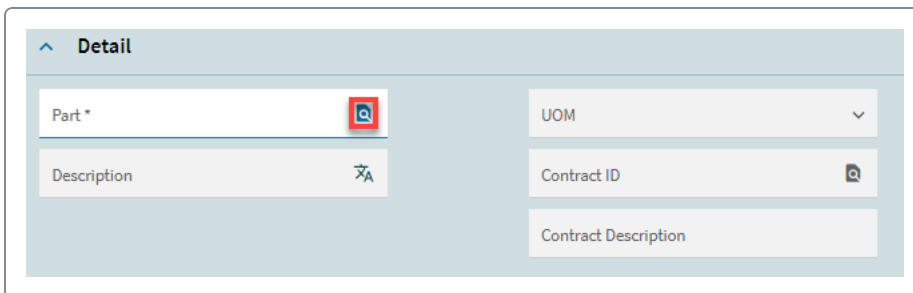 Detail
Part *
UOM
Description
Contract ID
Contract Description